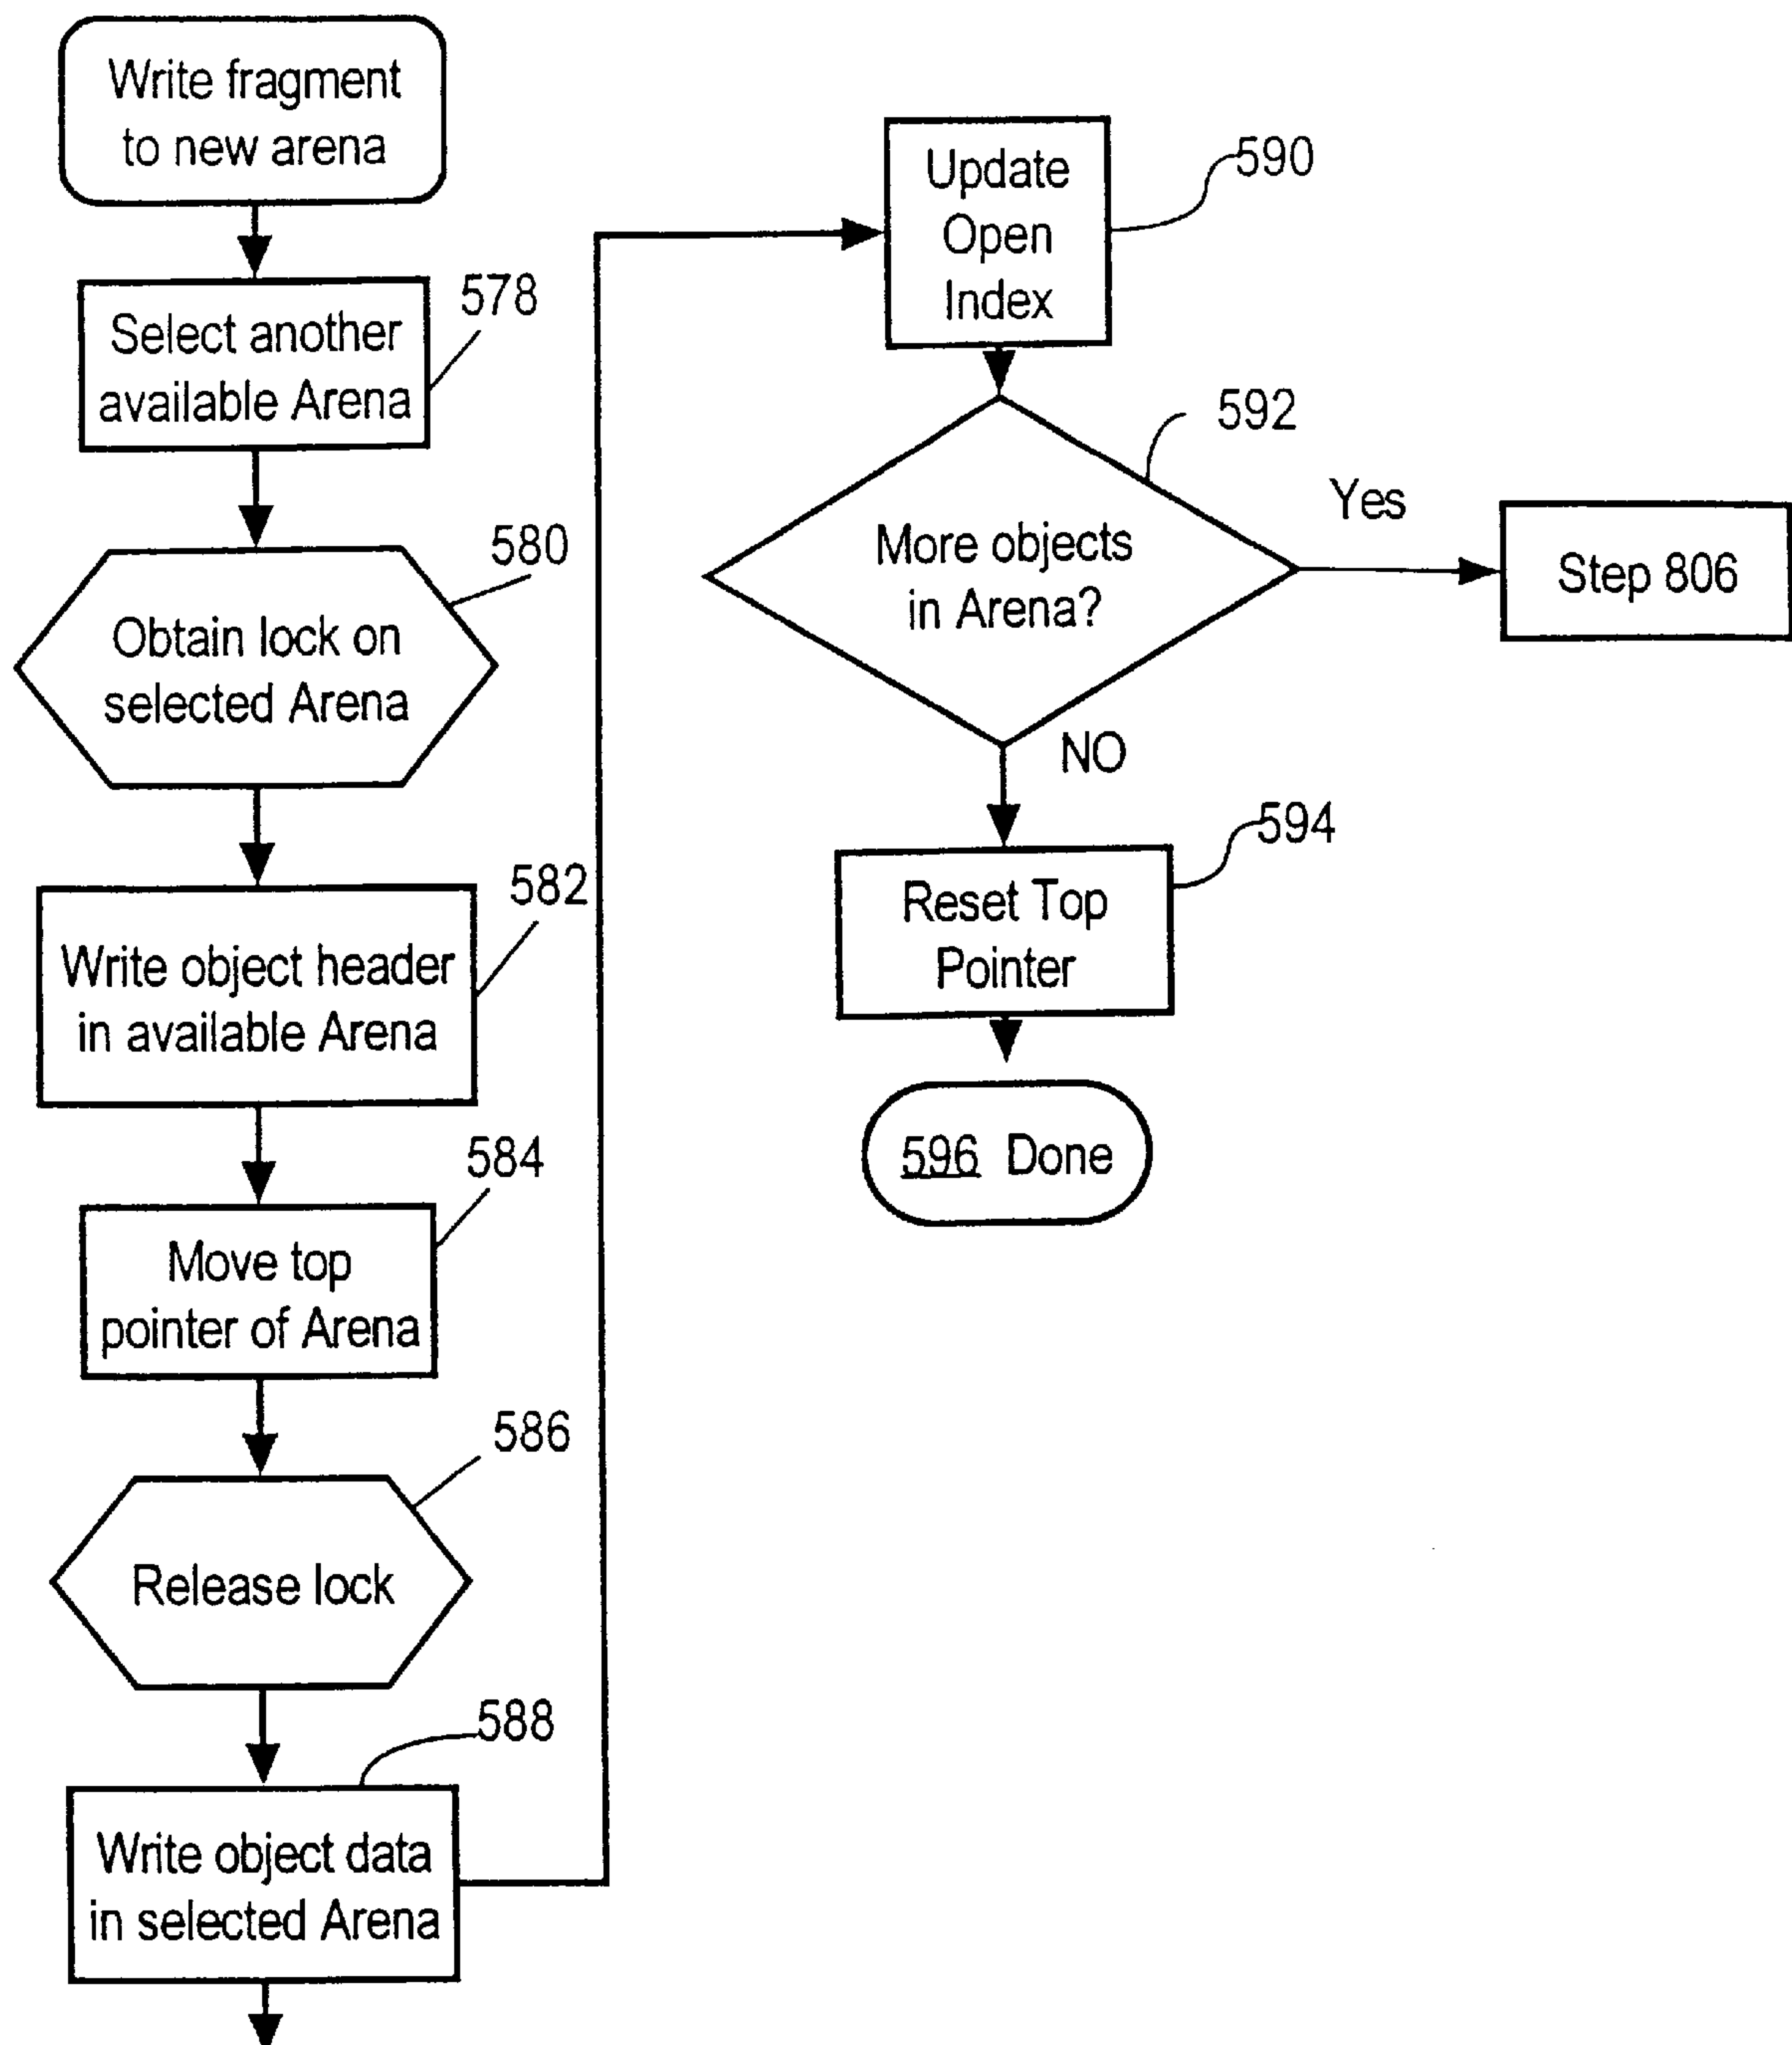 Write fragment
to new arena
578
Select another
available Arena
580
Obtain lock on
selected Arena
582
Write object header
in available Arena
584
Move top
pointer of Arena
586
Release lock
588
Write object data
in selected Arena
590
Update
Open
Index
592
More objects
in Arena?
Yes
Step 806
NO
594
Reset Top
Pointer
596 Done